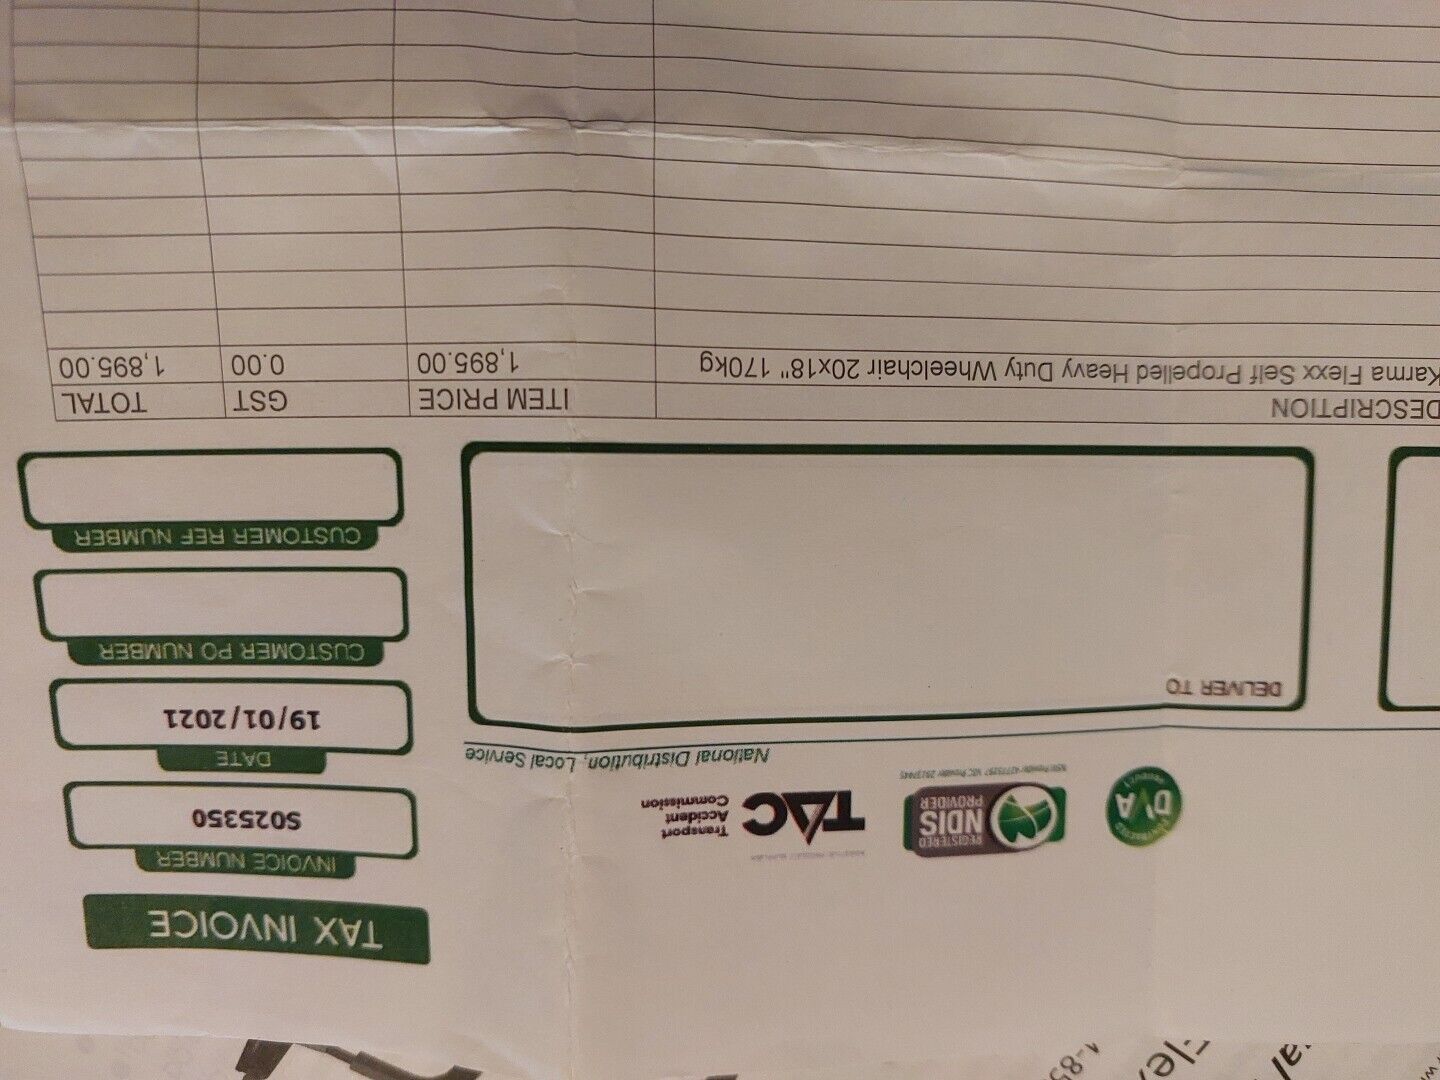 TAX INVOICE
INVOICE NUMBER
S025350
DATE
19/01/2021
CUSTOMER PO NUMBER
CUSTOMER REF NUMBER
DVA
REGISTERED
NDIS
PROVIDER
TAC
Transport
Accident
Commission
National Distribution, Local Service
DELIVER TO
DESCRIPTION ITEM PRICE GST TOTAL
Karma Flexx Self Propelled Heavy Duty Wheelchair 20x18" 170kg 1,895.00 0.00 1,895.00